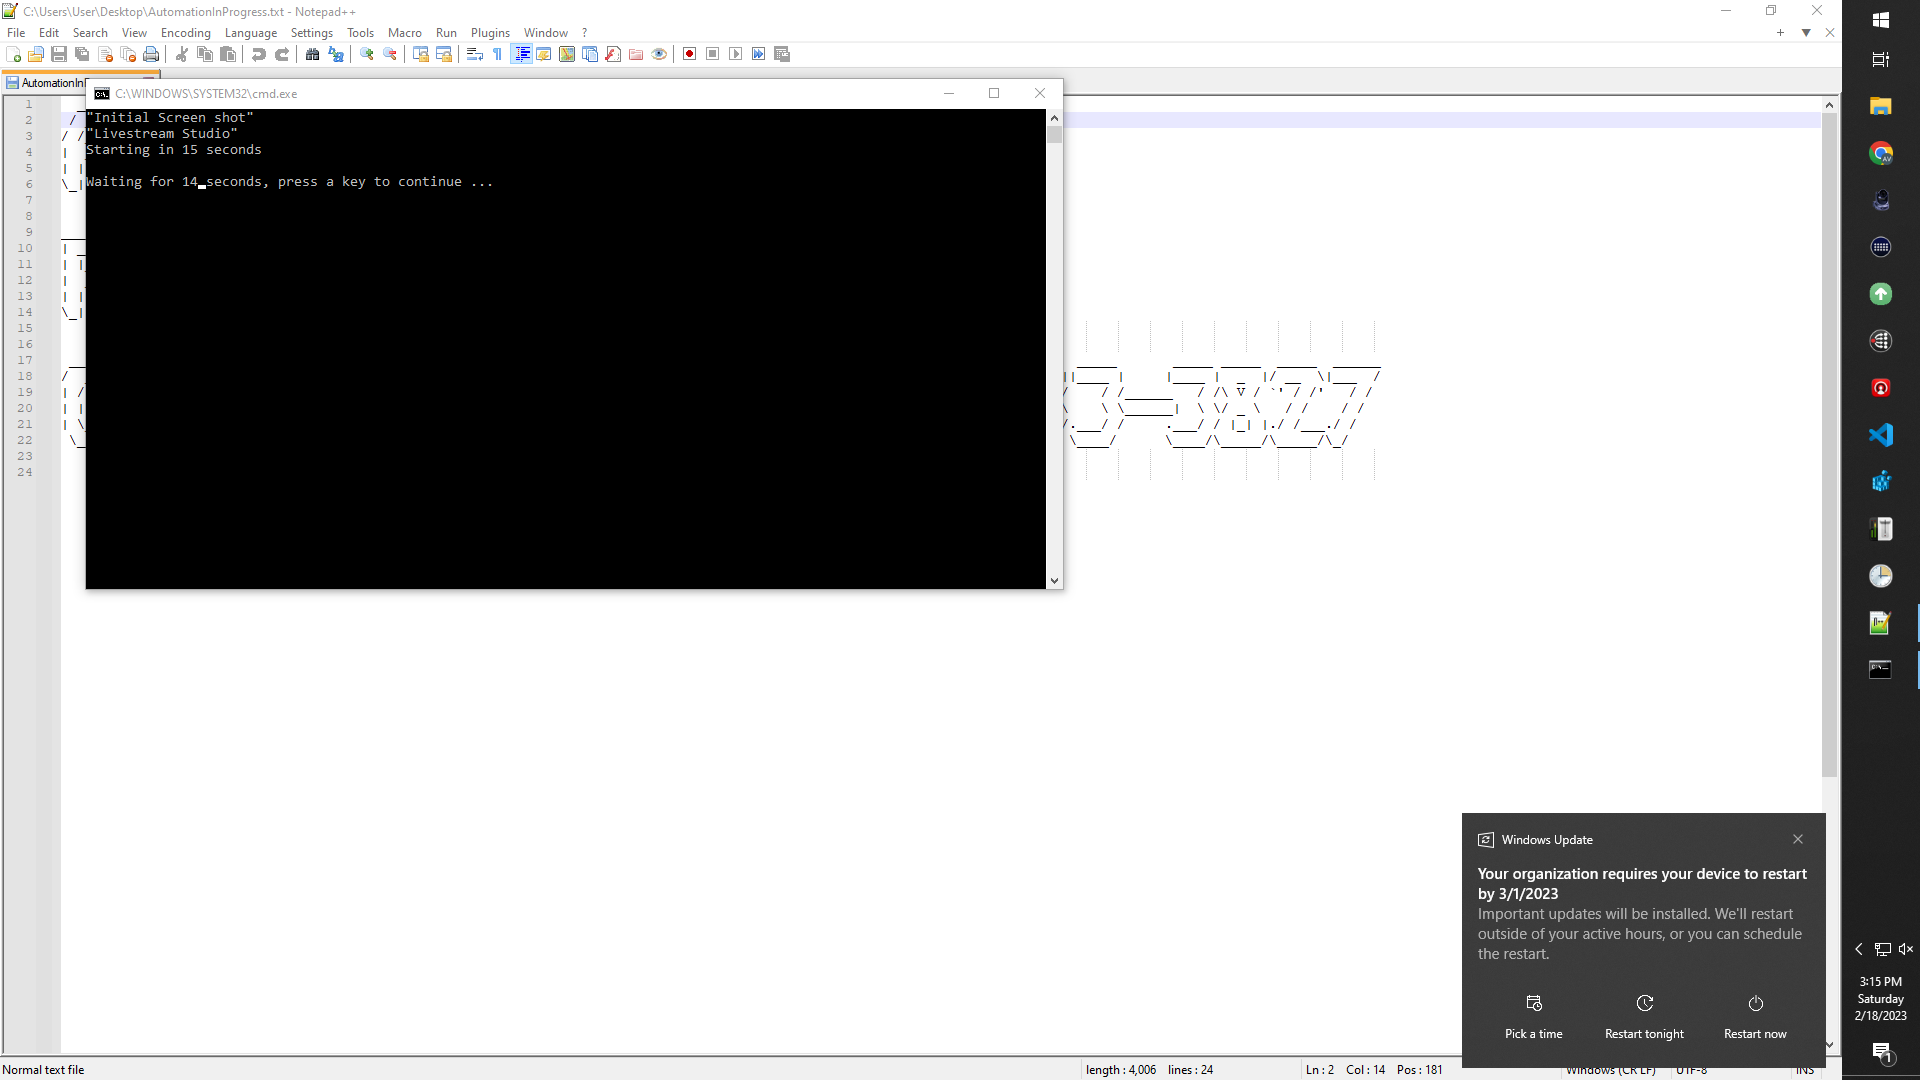 C:\Users\User\Desktop\AutomationInProgress.txt - Notepad++
File Edit Search View Encoding Language Settings Tools Macro Run Plugins Window ?
AutomationInP
C:\WINDOWS\SYSTEM32\cmd.exe
"Initial Screen shot"
"Livestream Studio"
Starting in 15 seconds
Waiting for 14 seconds, press a key to continue ...
1
2
3
4
5
6
7
8
9
10
11
12
13
14
15
16
17
18
19
20
21
22
23
24
-3827
Windows Update
Your organization requires your device to restart
by 3/1/2023
Important updates will be installed. We'll restart
outside of your active hours, or you can schedule
the restart.
Pick a time Restart tonight Restart now
3:15 PM
Saturday
2/18/2023
1
Normal text file length : 4,006 lines : 24 Ln : 2 Col : 14 Pos : 181 Windows (CR LF) UTF-8 INS